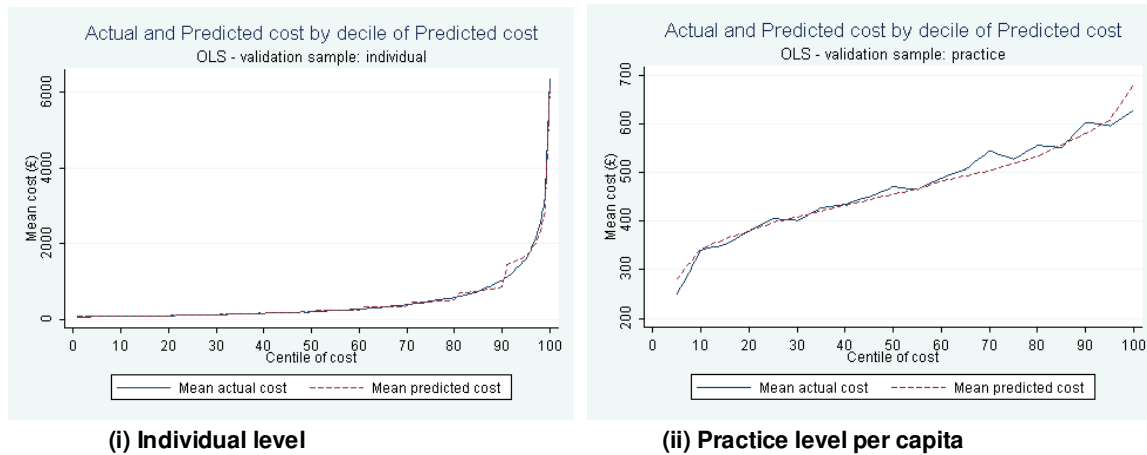 Actual and Predicted cost by decile of Predicted cost
OLS - validation sample: individual
Mean cost (£)
0 2000 4000 6000
0 10 20 30 40 50 60 70 80 90 100
Centile of cost
Mean actual cost Mean predicted cost
(i) Individual level
Actual and Predicted cost by decile of Predicted cost
OLS - validation sample: practice
Mean cost (£)
200 300 400 500 600 700
0 10 20 30 40 50 60 70 80 90 100
Centile of cost
Mean actual cost Mean predicted cost
(ii) Practice level per capita